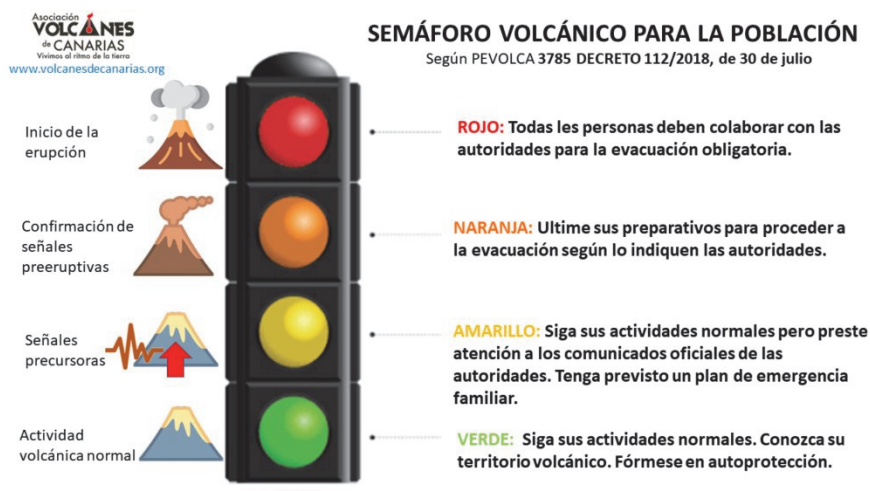 Asociación
VOLCANES
de CANARIAS
Vivimos al ritmo de la tierra
www.volcanesdecanarias.org
SEMÁFORO VOLCÁNICO PARA LA POBLACIÓN
Según PEVOLCA 3785 DECRETO 112/2018, de 30 de julio
Inicio de la
erupción
ROJO: Todas les personas deben colaborar con las
autoridades para la evacuación obligatoria.
Confirmación de
señales
preeruptivas
NARANJA: Ultime sus preparativos para proceder a
la evacuación según lo indiquen las autoridades.
Señales
precursoras
AMARILLO: Siga sus actividades normales pero preste
atención a los comunicados oficiales de las
autoridades. Tenga previsto un plan de emergencia
familiar.
Actividad
volcánica normal
VERDE: Siga sus actividades normales. Conozca su
territorio volcánico. Fórmese en autoprotección.